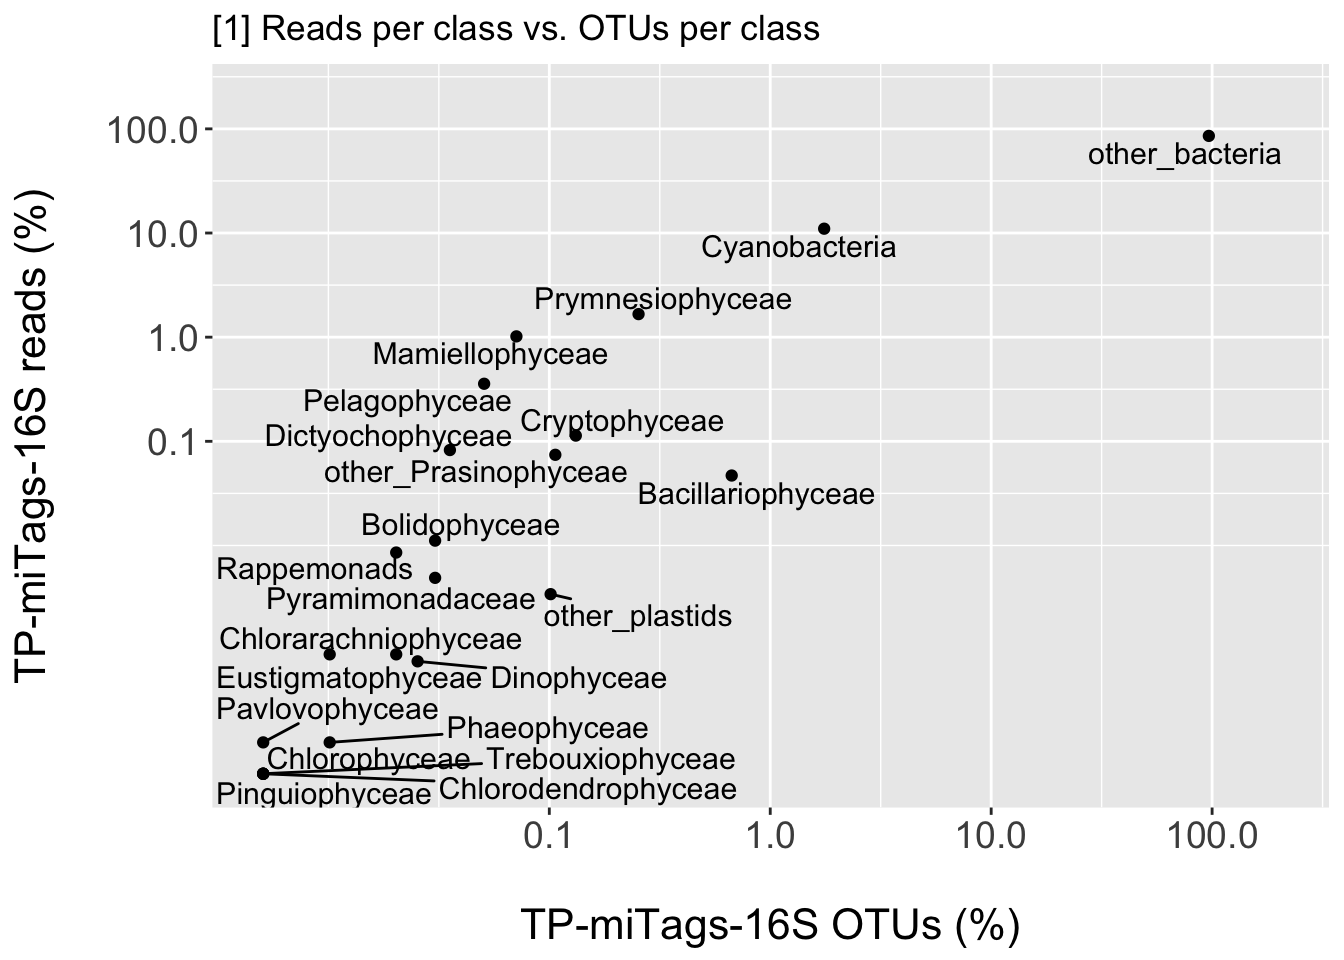 [1] Reads per class vs. OTUs per class
TP-miTags-16S reads (%)
100.0
10.0
1.0
0.1
other_bacteria
Cyanobacteria
Prymnesiophyceae
Mamiellophyceae
Pelagophyceae
Cryptophyceae
Dictyochophyceae
other_Prasinophyceae
Bacillariophyceae
Bolidophyceae
Rappemonads
Pyramimonadaceae
other_plastids
Chlorarachniophyceae
Eustigmatophyceae
Dinophyceae
Pavlovophyceae
Phaeophyceae
Chlorophyceae
Trebouxiophyceae
Chlorodendrophyceae
Pinguiophyceae
0.1
1.0
10.0
100.0
TP-miTags-16S OTUs (%)